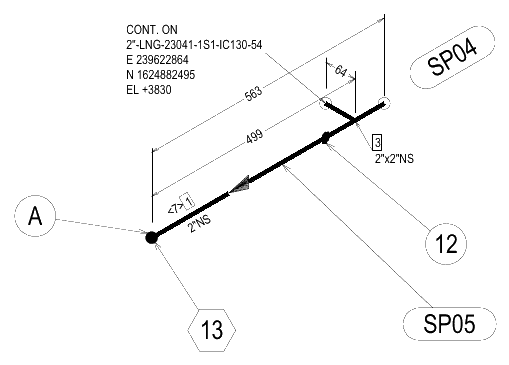 CONT. ON
2"-LNG-23041-1S1-IC130-54
E 239622864
N 1624882495
EL +3830
SP04
64
563
499
3
2"x2"NS
<7> 1
2"NS
A
12
13
SP05